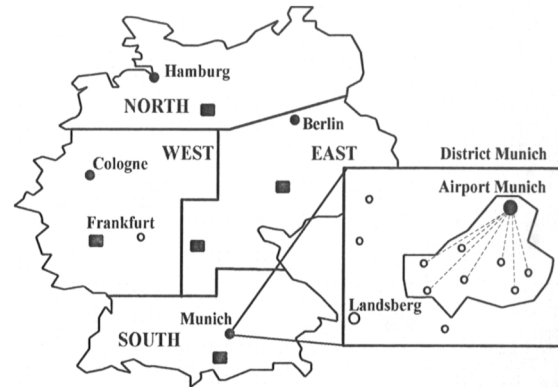 Hamburg
NORTH
Berlin
WEST
EAST
Cologne
District Munich
Airport Munich
Frankfurt
Landsberg
Munich
SOUTH